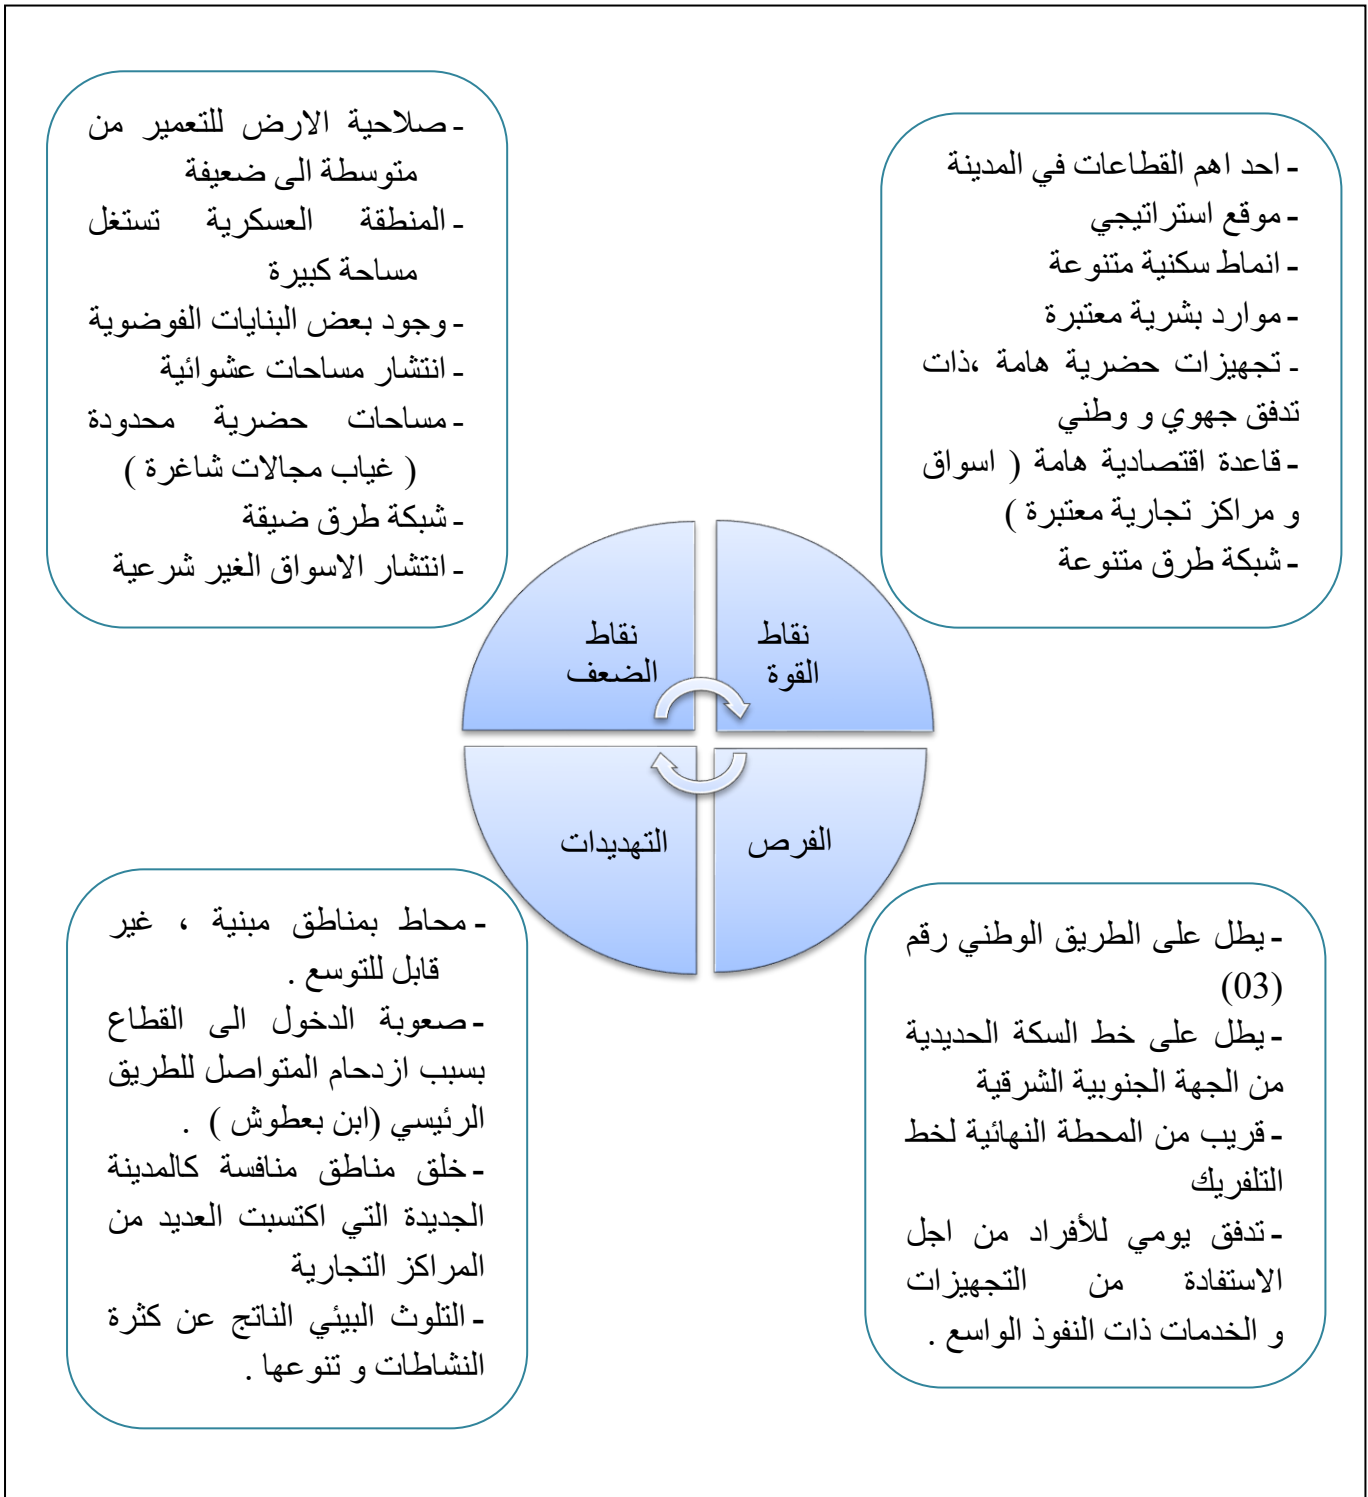 - احد اهم القطاعات في المدينة
- موقع استراتيجي
- انماط سكنية متنوعة
- موارد بشرية معتبرة
- تجهيزات حضرية هامة ،ذات
تدفق جهوي و وطني
- قاعدة اقتصادية هامة ( اسواق
و مراكز تجارية معتبرة )
- شبكة طرق متنوعة
- صلاحية الارض للتعمير من
متوسطة الى ضعيفة
- المنطقة العسكرية تستغل
مساحة كبيرة
- وجود بعض البنايات الفوضوية
- انتشار مساحات عشوائية
- مساحات حضرية محدودة
( غياب مجالات شاغرة )
- شبكة طرق ضيقة
- انتشار الاسواق الغير شرعية
نقاط
القوة
نقاط
الضعف
الفرص
التهديدات
- يطل على الطريق الوطني رقم
(03)
- يطل على خط السكة الحديدية
من الجهة الجنوبية الشرقية
- قريب من المحطة النهائية لخط
التلفريك
- تدفق يومي للأفراد من اجل
الاستفادة من التجهيزات
و الخدمات ذات النفوذ الواسع .
- محاط بمناطق مبنية ، غير
قابل للتوسع .
- صعوبة الدخول الى القطاع
بسبب ازدحام المتواصل للطريق
الرئيسي (ابن بعطوش ) .
- خلق مناطق منافسة كالمدينة
الجديدة التي اكتسبت العديد من
المراكز التجارية
- التلوث البيئي الناتج عن كثرة
النشاطات و تنوعها .